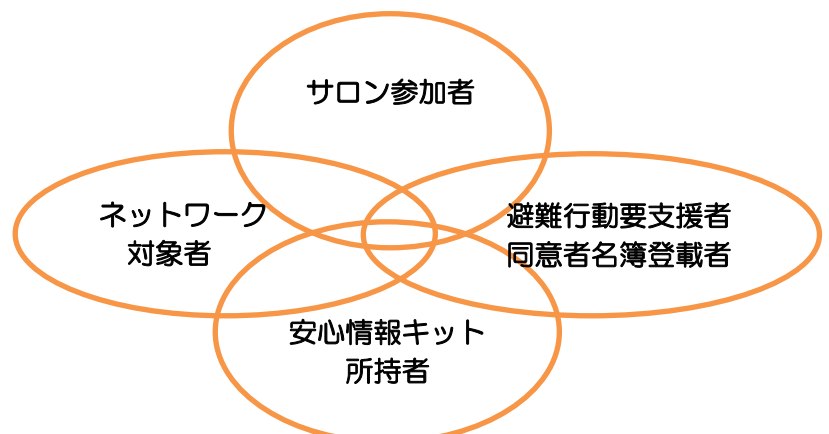 サロン参加者
ネットワーク
対象者
避難行動要支援者
同意者名簿登載者
安心情報キット
所持者